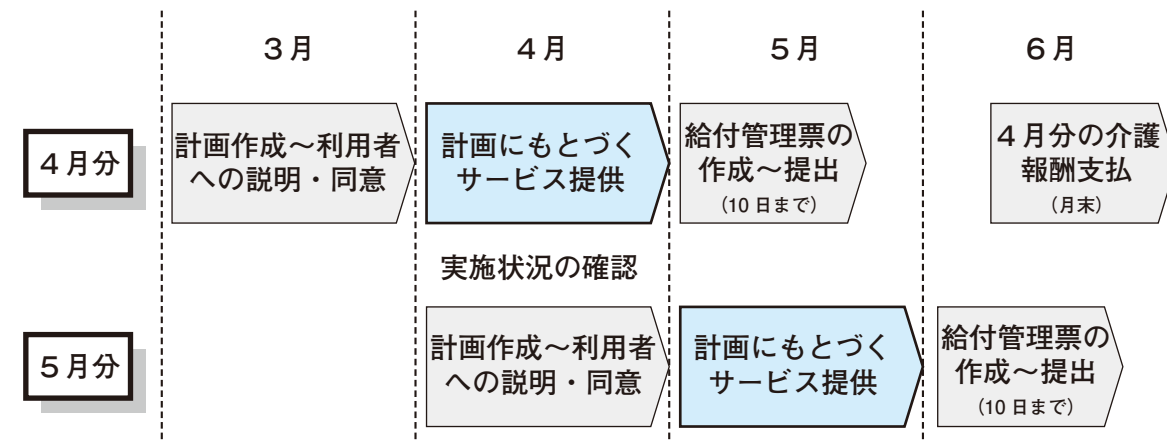 3月
4月
5月
6月
4月分
計画作成～利用者
への説明・同意
計画にもとづく
サービス提供
給付管理票の
作成～提出
（10日まで）
4月分の介護
報酬支払
（月末）
実施状況の確認
5月分
計画作成～利用者
への説明・同意
計画にもとづく
サービス提供
給付管理票の
作成～提出
（10日まで）